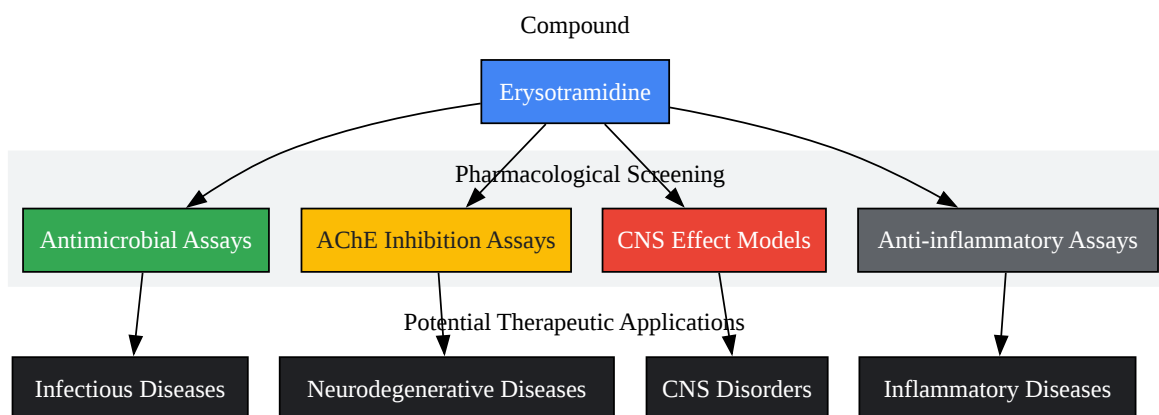 Compound
Erysotramidine
Pharmacological Screening
Antimicrobial Assays
AChE Inhibition Assays
CNS Effect Models
Anti-inflammatory Assays
Potential Therapeutic Applications
Infectious Diseases
Neurodegenerative Diseases
CNS Disorders
Inflammatory Diseases